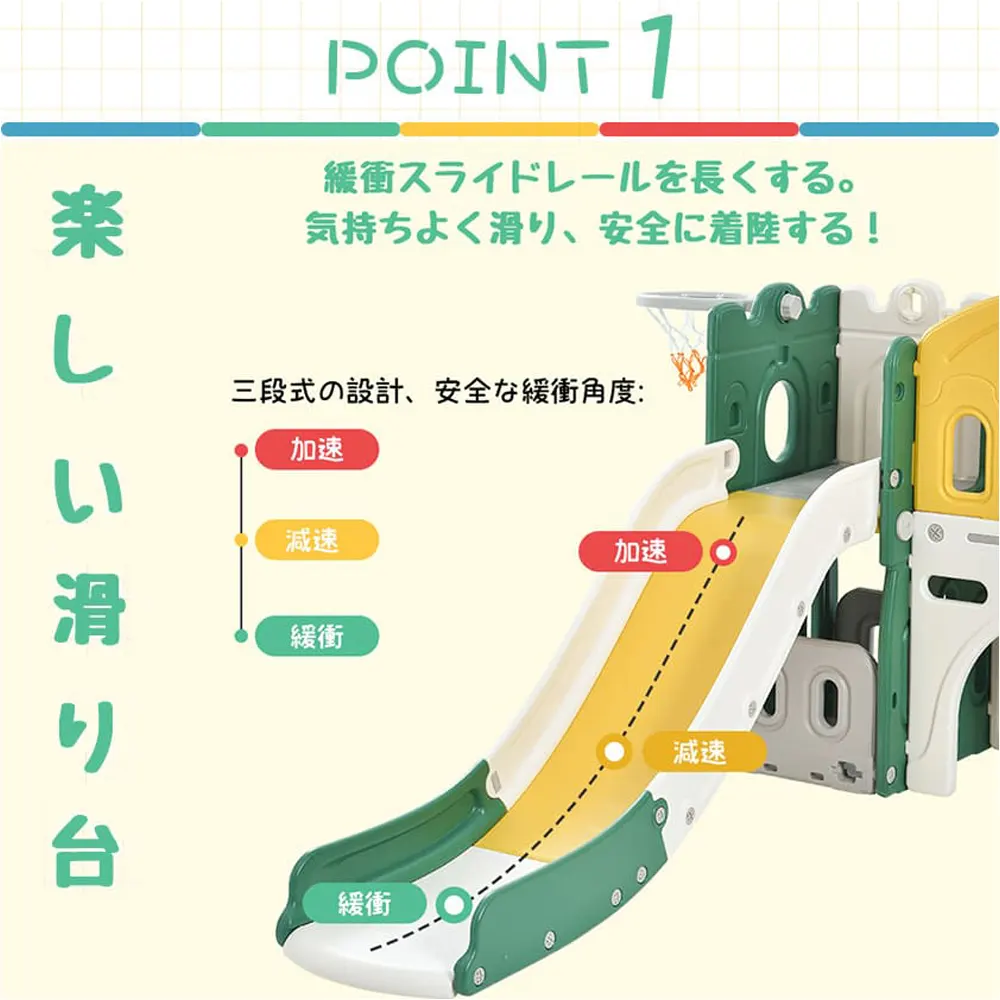 POINT 1
緩衝スライドレールを長くする。
気持ちよく滑り、安全に着陸する！
楽しい滑り台
三段式の設計、安全な緩衝角度:
加速
減速
緩衝
加速
減速
緩衝